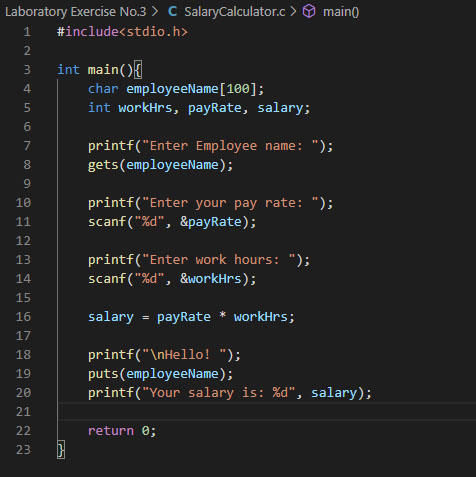 Laboratory Exercise No.3 > C SalaryCalculator.c > main()
1 #include<stdio.h>
2
3 int main(){
4 char employeeName[100];
5 int workHrs, payRate, salary;
6
7 printf("Enter Employee name: ");
8 gets(employeeName);
9
10 printf("Enter your pay rate: ");
11 scanf("%d", &payRate);
12
13 printf("Enter work hours: ");
14 scanf("%d", &workHrs);
15
16 salary = payRate * workHrs;
17
18 printf("\nHello! ");
19 puts(employeeName);
20 printf("Your salary is: %d", salary);
21
22 return 0;
23 }